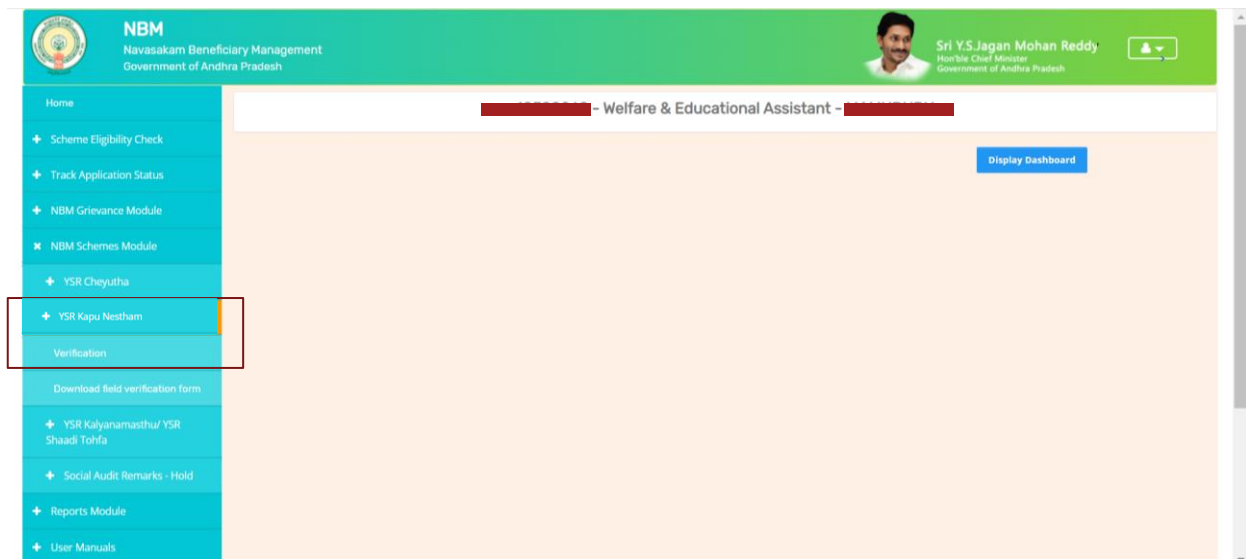 NBM
Navasakam Beneficiary Management
Government of Andhra Pradesh
Sri Y.S.Jagan Mohan Reddy
Hon'ble Chief Minister
Government of Andhra Pradesh
Home
- Welfare & Educational Assistant -
Scheme Eligibility Check
Display Dashboard
Track Application Status
NBM Grievance Module
NBM Schemes Module
YSR Cheyutha
YSR Kapu Nestham
Verification
Download field verification form
YSR Kalyanamasthu/ YSR
Shaadi Tohfa
Social Audit Remarks - Hold
Reports Module
User Manuals